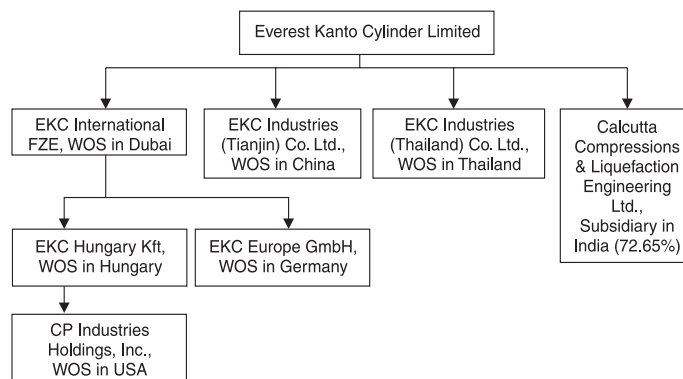 Everest Kanto Cylinder Limited
EKC International
FZE, WOS in Dubai
EKC Industries
(Tianjin) Co. Ltd.,
WOS in China
EKC Industries
(Thailand) Co. Ltd.,
WOS in Thailand
Calcutta
Compressions
& Liquefaction
Engineering
Ltd.,
Subsidiary in
India (72.65%)
EKC Hungary Kft,
WOS in Hungary
EKC Europe GmbH,
WOS in Germany
CP Industries
Holdings, Inc.,
WOS in USA